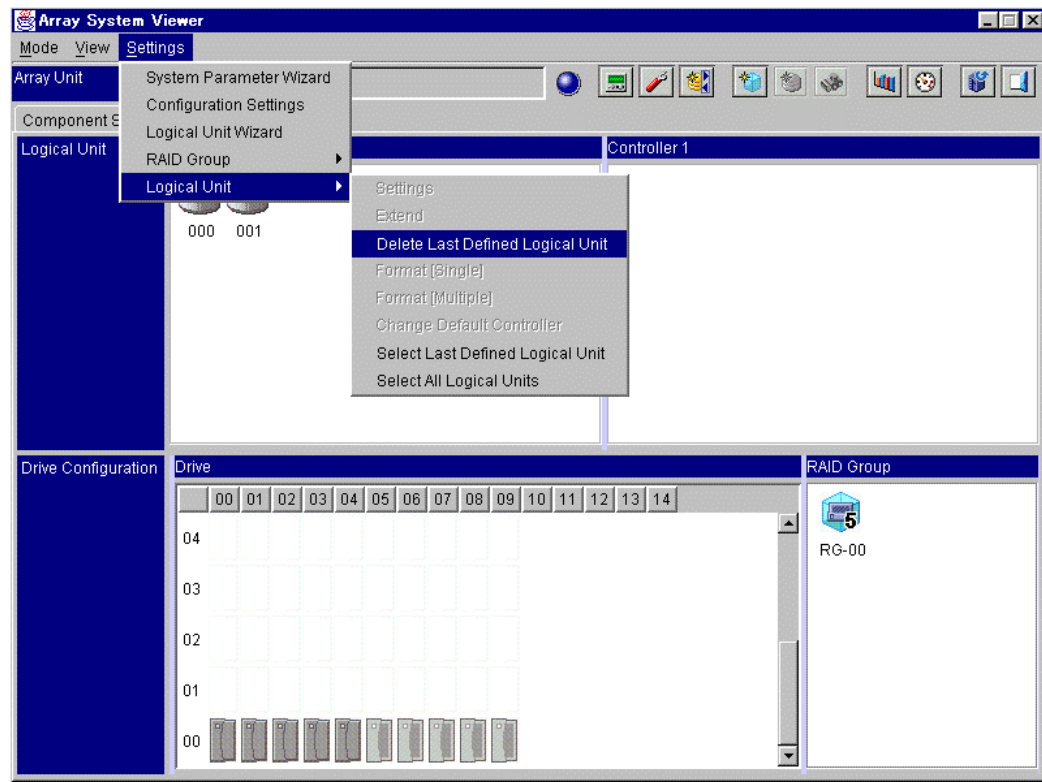 Array System Viewer
Mode View Settings
Array Unit
System Parameter Wizard
Configuration Settings
Logical Unit Wizard
RAID Group
Logical Unit
Component S
Logical Unit
Controller 1
Settings
Extend
Delete Last Defined Logical Unit
Format [Single]
Format [Multiple]
Change Default Controller
Select Last Defined Logical Unit
Select All Logical Units
000 001
Drive Configuration
Drive
RAID Group
00 01 02 03 04 05 06 07 08 09 10 11 12 13 14
04
03
02
01
00
5
RG-00